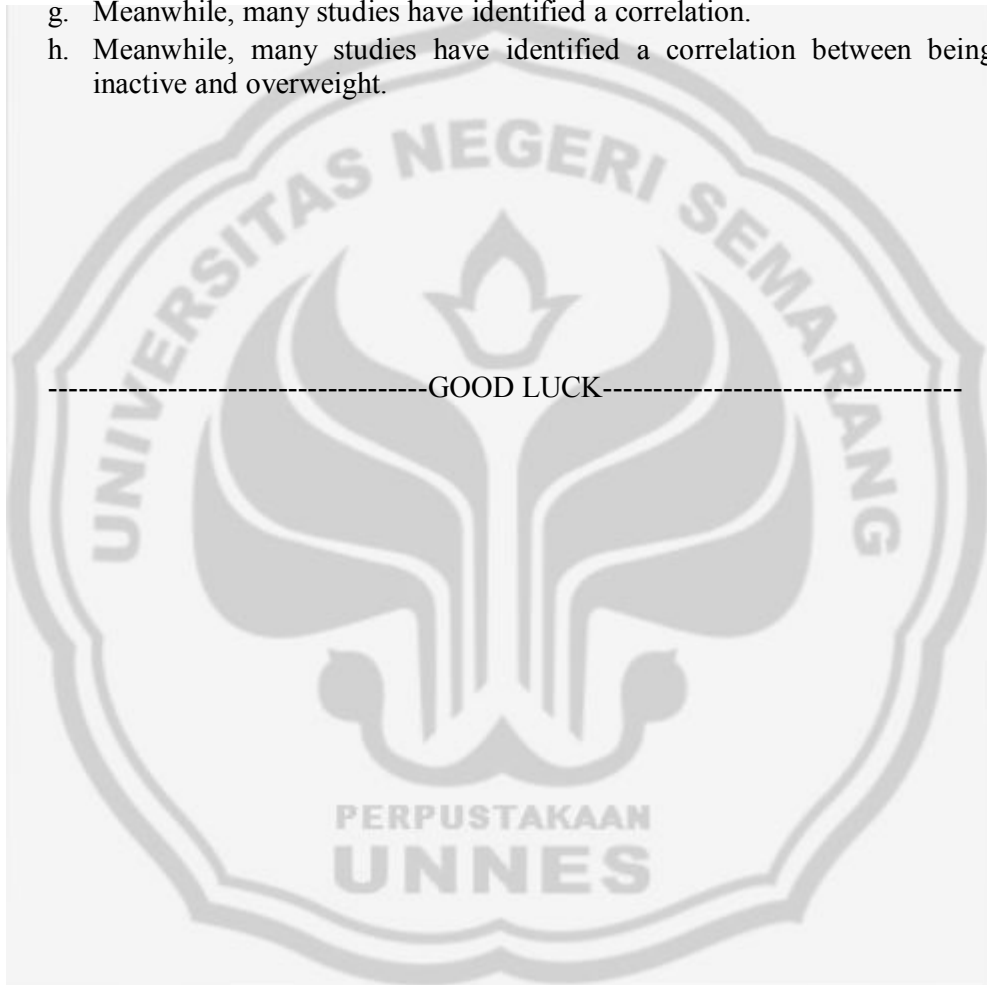 g. Meanwhile, many studies have identified a correlation.
h. Meanwhile, many studies have identified a correlation between being
inactive and overweight.
UNIVERSITAS NEGERI SEMARANG
--------------------------------------GOOD LUCK------------------------------------
PERPUSTAKAAN
UNNES